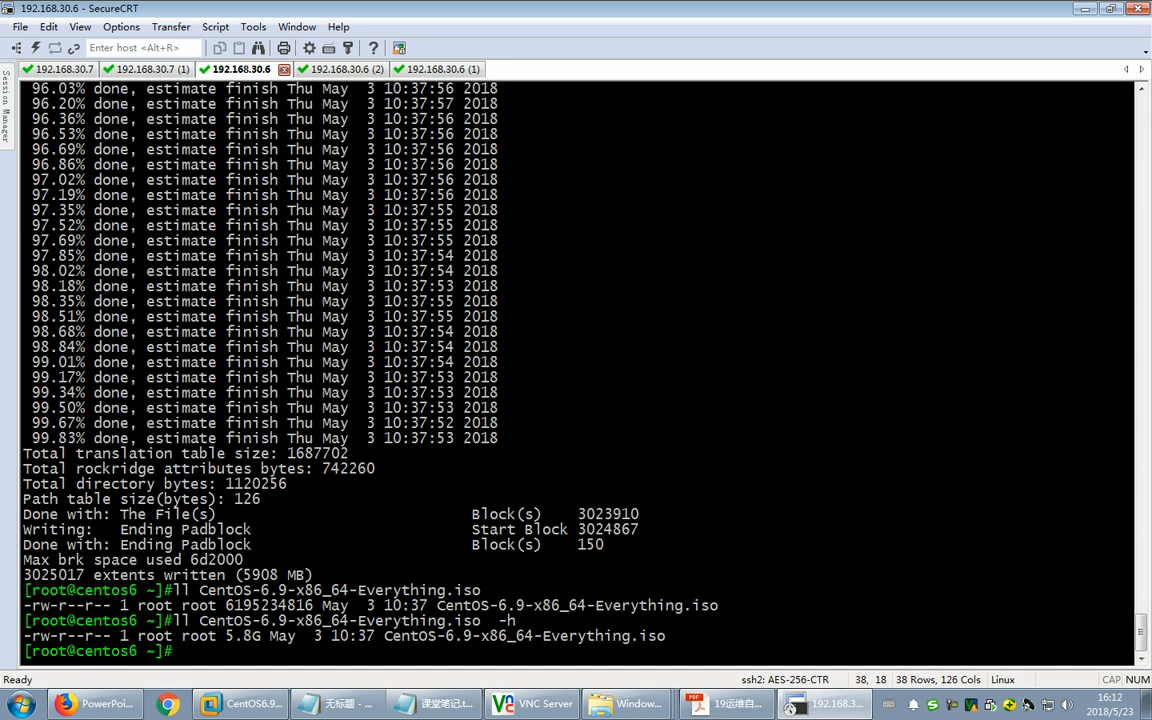 192.168.30.6 - SecureCRT
File Edit View Options Transfer Script Tools Window Help
Enter host <Alt+R>
192.168.30.7 192.168.30.7 (1) 192.168.30.6 192.168.30.6 (2) 192.168.30.6 (1)
Session Manager
96.03% done, estimate finish Thu May  3 10:37:56 2018
96.20% done, estimate finish Thu May  3 10:37:57 2018
96.36% done, estimate finish Thu May  3 10:37:56 2018
96.53% done, estimate finish Thu May  3 10:37:56 2018
96.69% done, estimate finish Thu May  3 10:37:56 2018
96.86% done, estimate finish Thu May  3 10:37:56 2018
97.02% done, estimate finish Thu May  3 10:37:56 2018
97.19% done, estimate finish Thu May  3 10:37:56 2018
97.35% done, estimate finish Thu May  3 10:37:55 2018
97.52% done, estimate finish Thu May  3 10:37:55 2018
97.69% done, estimate finish Thu May  3 10:37:55 2018
97.85% done, estimate finish Thu May  3 10:37:54 2018
98.02% done, estimate finish Thu May  3 10:37:54 2018
98.18% done, estimate finish Thu May  3 10:37:53 2018
98.35% done, estimate finish Thu May  3 10:37:55 2018
98.51% done, estimate finish Thu May  3 10:37:55 2018
98.68% done, estimate finish Thu May  3 10:37:54 2018
98.84% done, estimate finish Thu May  3 10:37:54 2018
99.01% done, estimate finish Thu May  3 10:37:54 2018
99.17% done, estimate finish Thu May  3 10:37:53 2018
99.34% done, estimate finish Thu May  3 10:37:53 2018
99.50% done, estimate finish Thu May  3 10:37:53 2018
99.67% done, estimate finish Thu May  3 10:37:52 2018
99.83% done, estimate finish Thu May  3 10:37:53 2018
Total translation table size: 1687702
Total rockridge attributes bytes: 742260
Total directory bytes: 1120256
Path table size(bytes): 126
Done with: The File(s) Block(s) 3023910
Writing: Ending Padblock Start Block 3024867
Done with: Ending Padblock Block(s) 150
Max brk space used 6d2000
3025017 extents written (5908 MB)
[root@centos6 ~]#ll CentOS-6.9-x86_64-Everything.iso
-rw-r--r-- 1 root root 6195234816 May  3 10:37 CentOS-6.9-x86_64-Everything.iso
[root@centos6 ~]#ll CentOS-6.9-x86_64-Everything.iso  -h
-rw-r--r-- 1 root root 5.8G May  3 10:37 CentOS-6.9-x86_64-Everything.iso
[root@centos6 ~]#
Ready ssh2: AES-256-CTR 38, 18 38 Rows, 126 Cols Linux CAP NUM
PowerPoi... CentOS6.9... 无标题 - ... 课堂笔记.t... VNC Server Window... 19运维自... 192.168.3... 16:12
2018/5/23